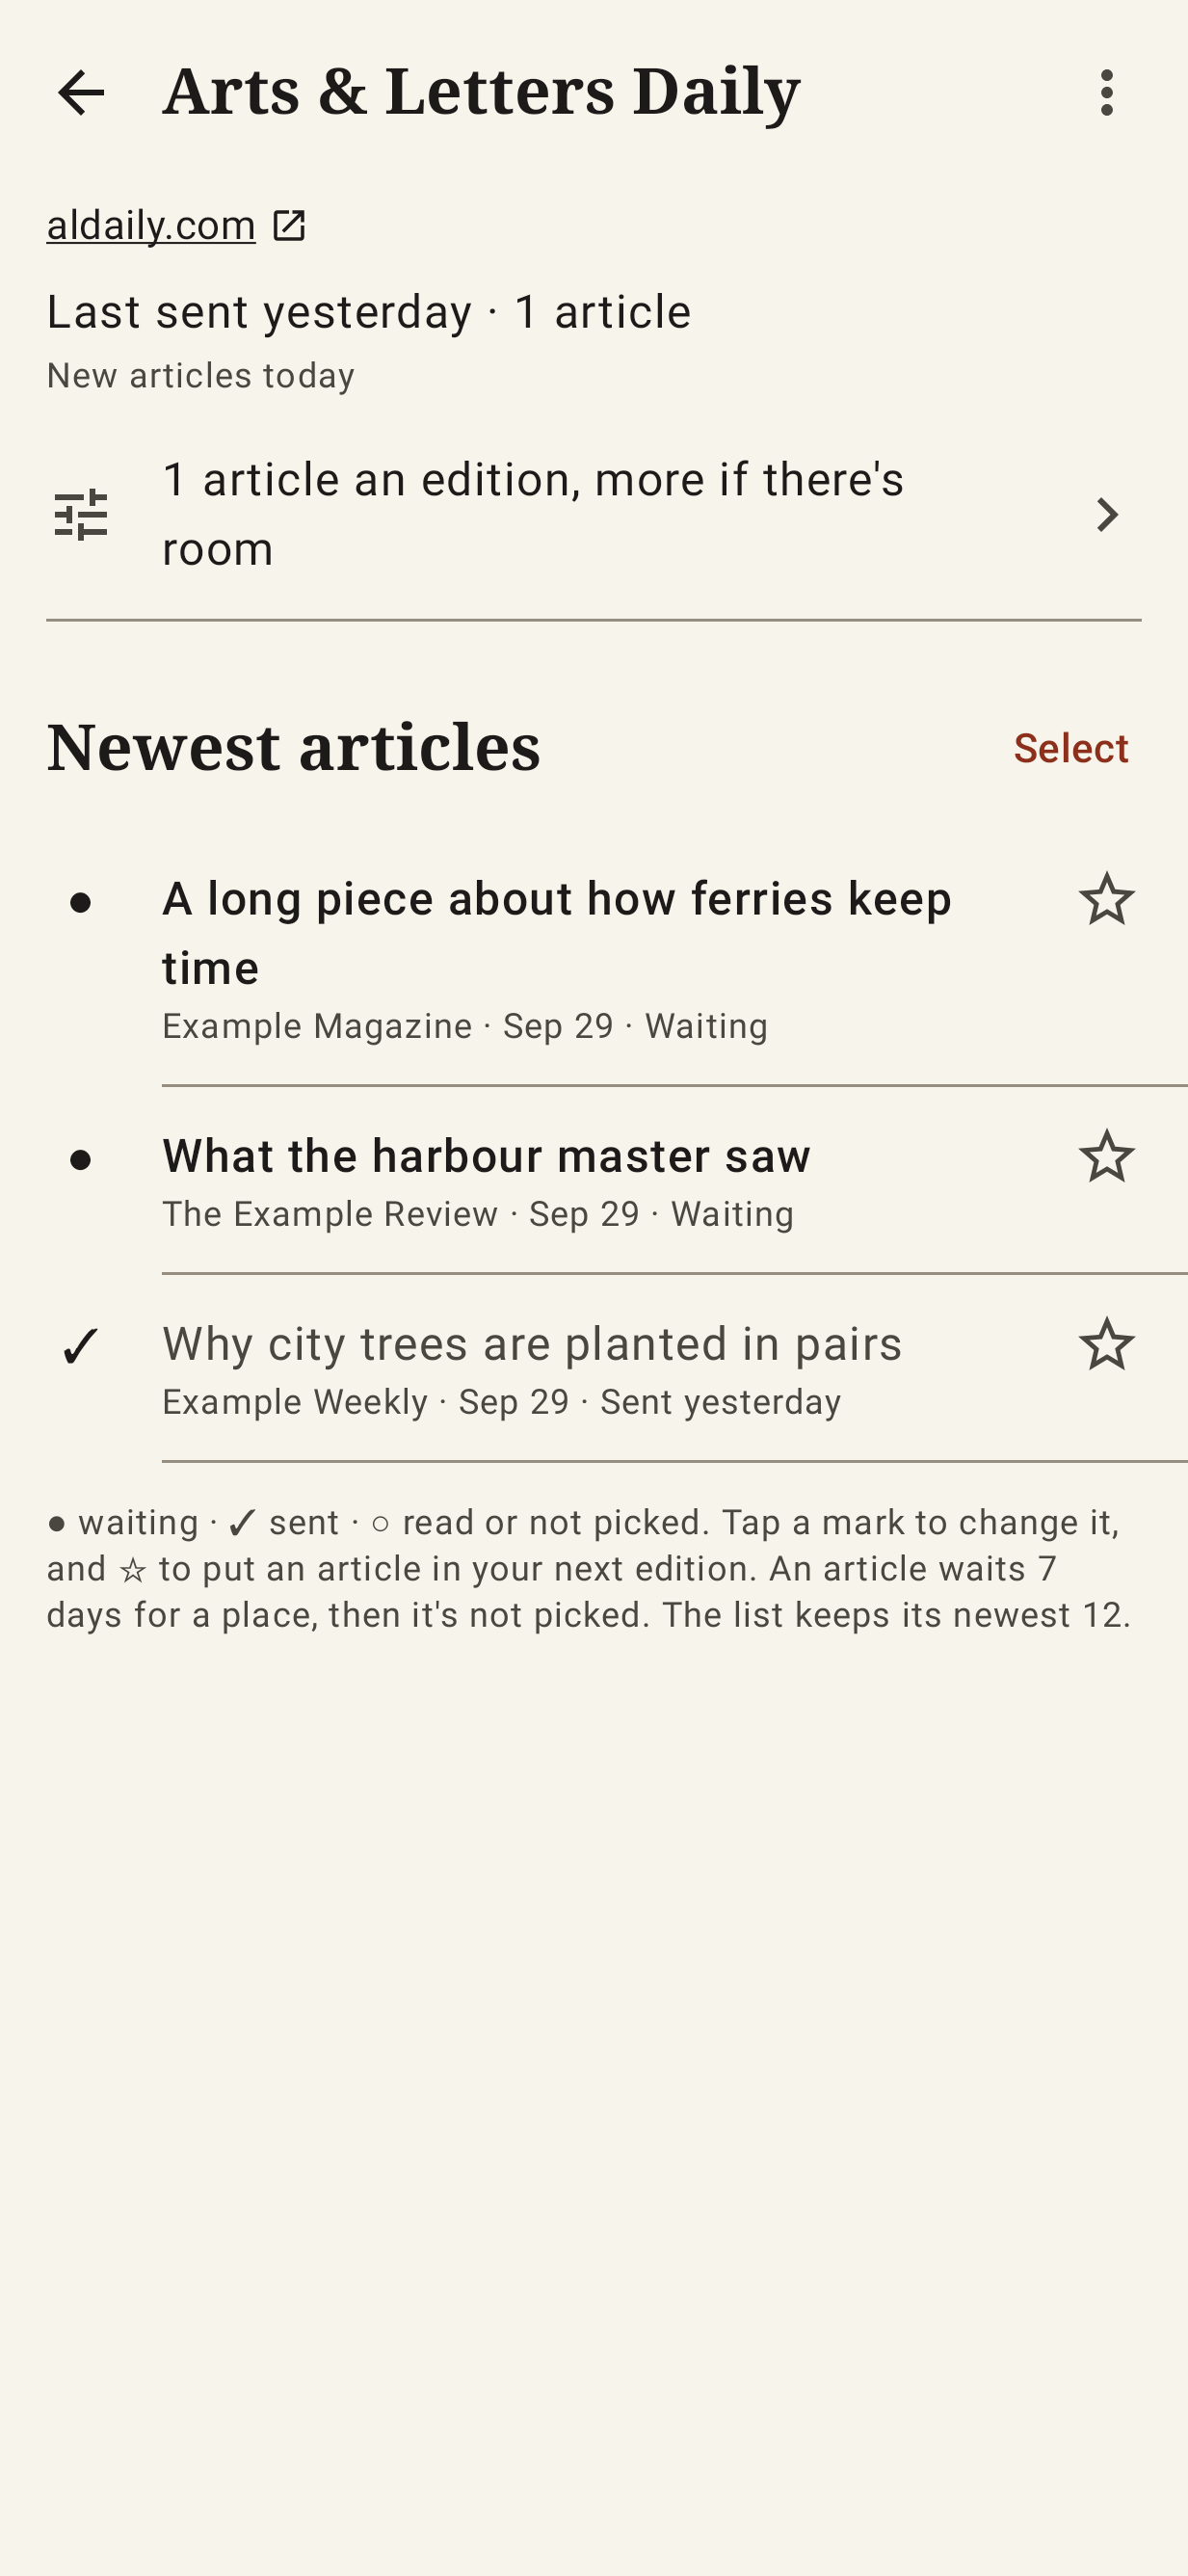 Arts & Letters Daily
aldaily.com
Last sent yesterday · 1 article
New articles today
1 article an edition, more if there's
room
Newest articles
Select
● A long piece about how ferries keep
time
Example Magazine · Sep 29 · Waiting
● What the harbour master saw
The Example Review · Sep 29 · Waiting
✓ Why city trees are planted in pairs
Example Weekly · Sep 29 · Sent yesterday
● waiting · ✓ sent · ○ read or not picked. Tap a mark to change it,
and ☆ to put an article in your next edition. An article waits 7
days for a place, then it's not picked. The list keeps its newest 12.